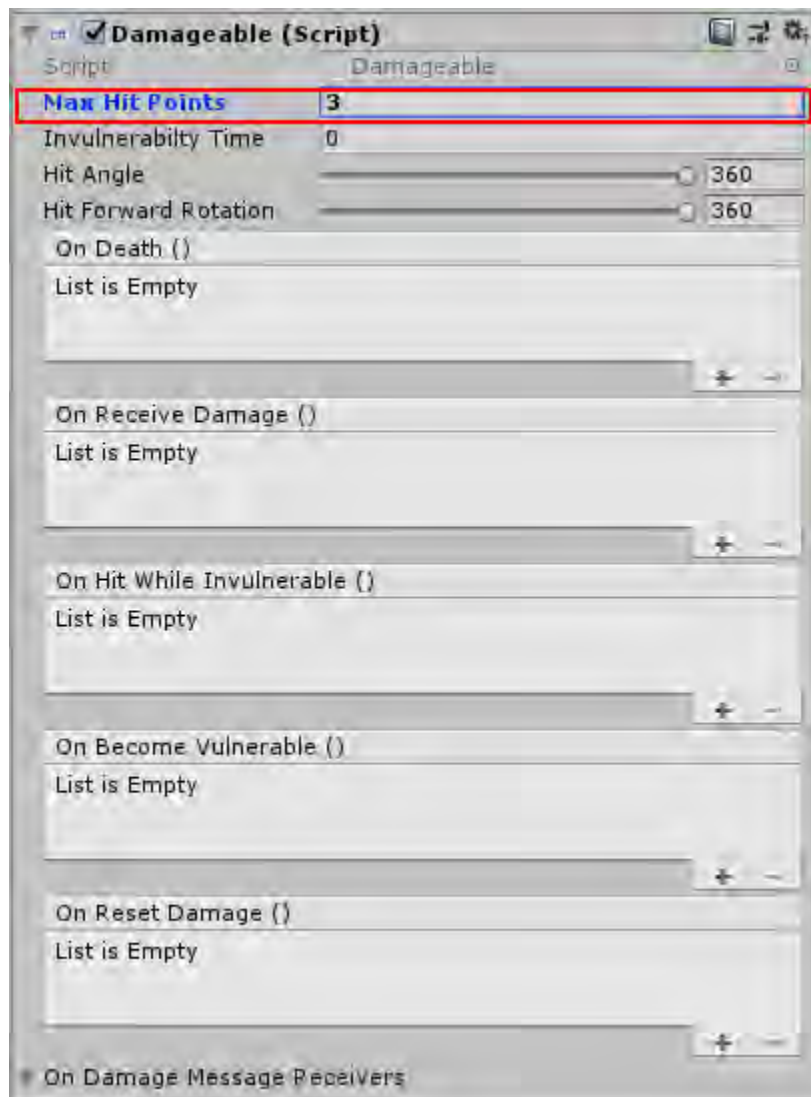 Damageable (Script)
Script Damageable
Max Hit Points 3
Invulnerabilty Time 0
Hit Angle 360
Hit Forward Rotation 360
On Death ()
List is Empty
+ -
On Receive Damage ()
List is Empty
+ -
On Hit While Invulnerable ()
List is Empty
+ -
On Become Vulnerable ()
List is Empty
+ -
On Reset Damage ()
List is Empty
+ -
On Damage Message Receivers